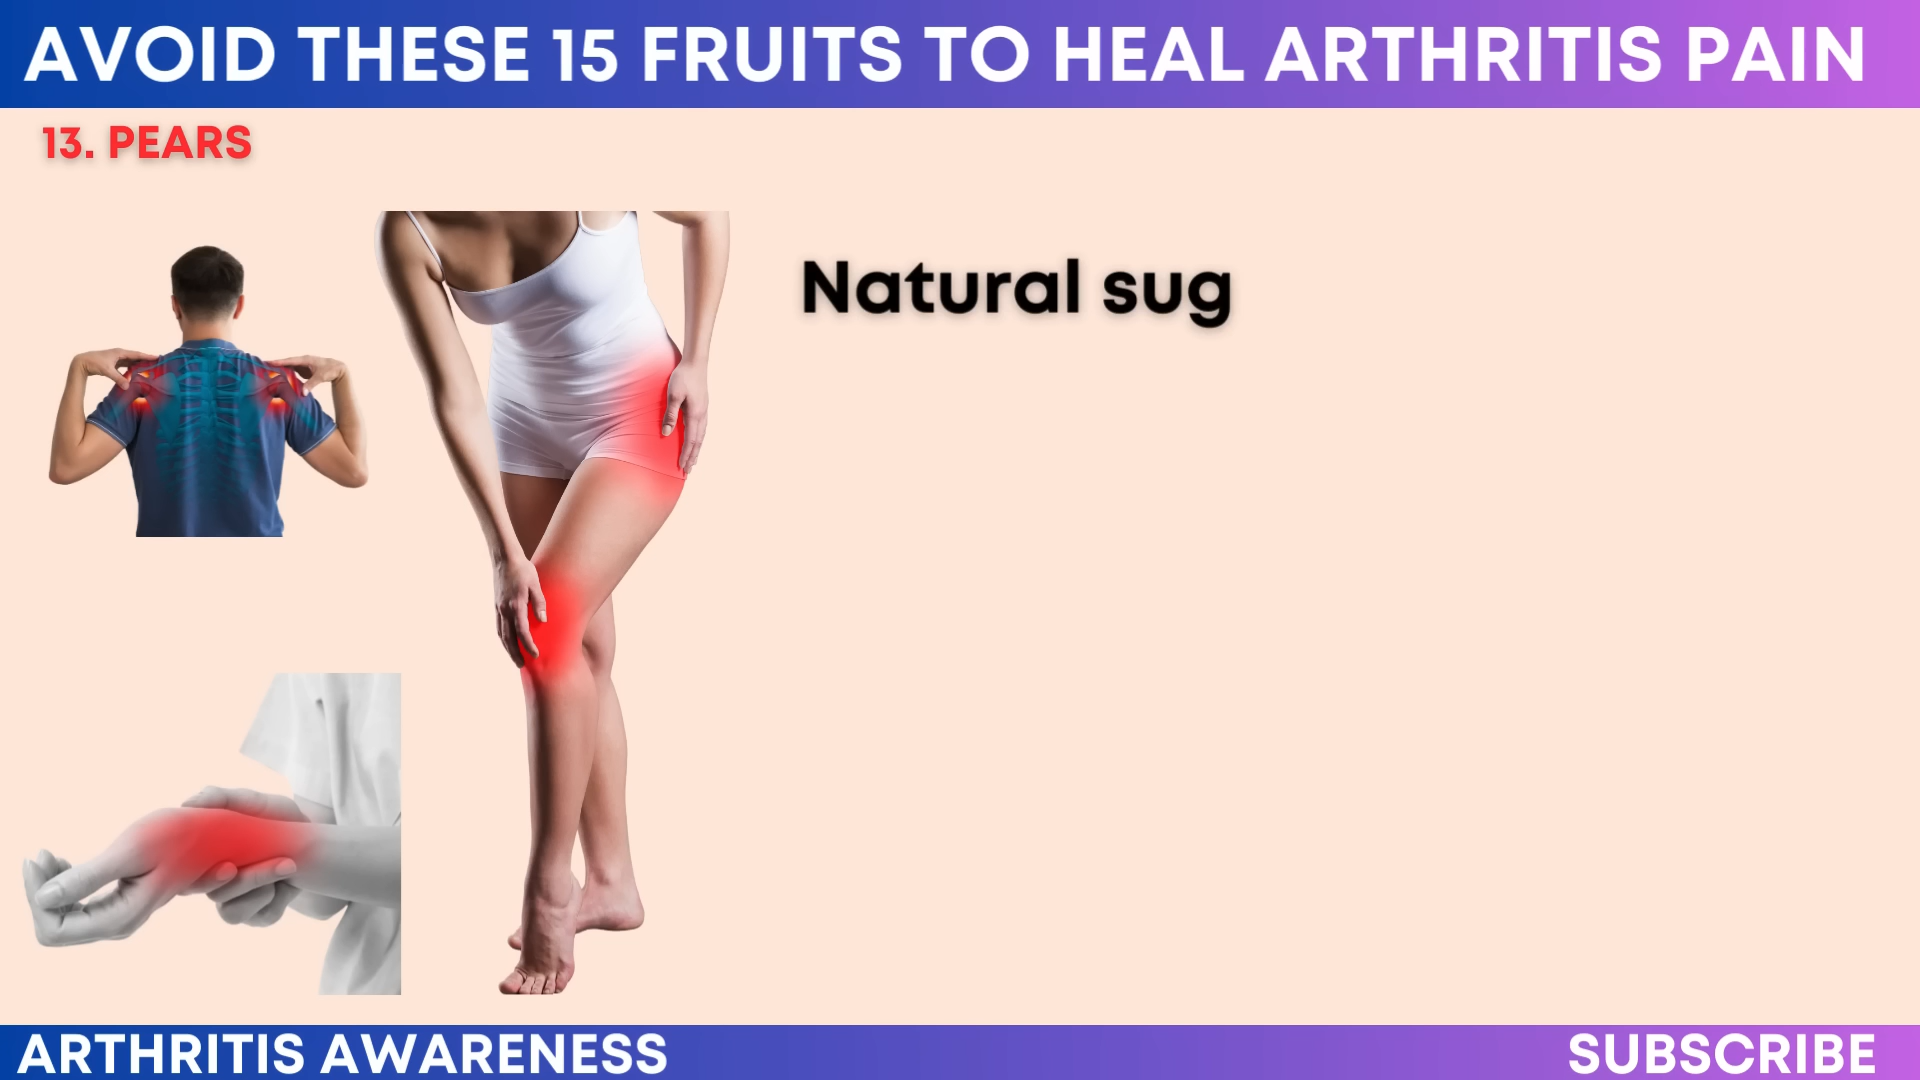 AVOID THESE 15 FRUITS TO HEAL ARTHRITIS PAIN
13. PEARS
Natural sug
ARTHRITIS AWARENESS
SUBSCRIBE